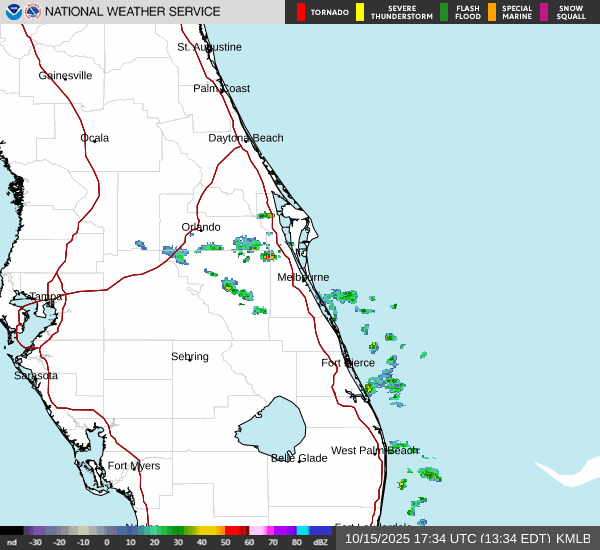 NATIONAL WEATHER SERVICE
TORNADO
SEVERE
THUNDERSTORM
FLASH
FLOOD
SPECIAL
MARINE
SNOW
SQUALL
St. Augustine
Gainesville
Palm Coast
Ocala
Daytona Beach
Orlando
Melbourne
Tampa
Sebring
Fort Pierce
Sarasota
West Palm Beach
Belle Glade
Fort Myers
nd -30 -20 -10 0 10 20 30 40 50 60 70 80 dBZ
10/15/2025 17:34 UTC (13:34 EDT) KMLB